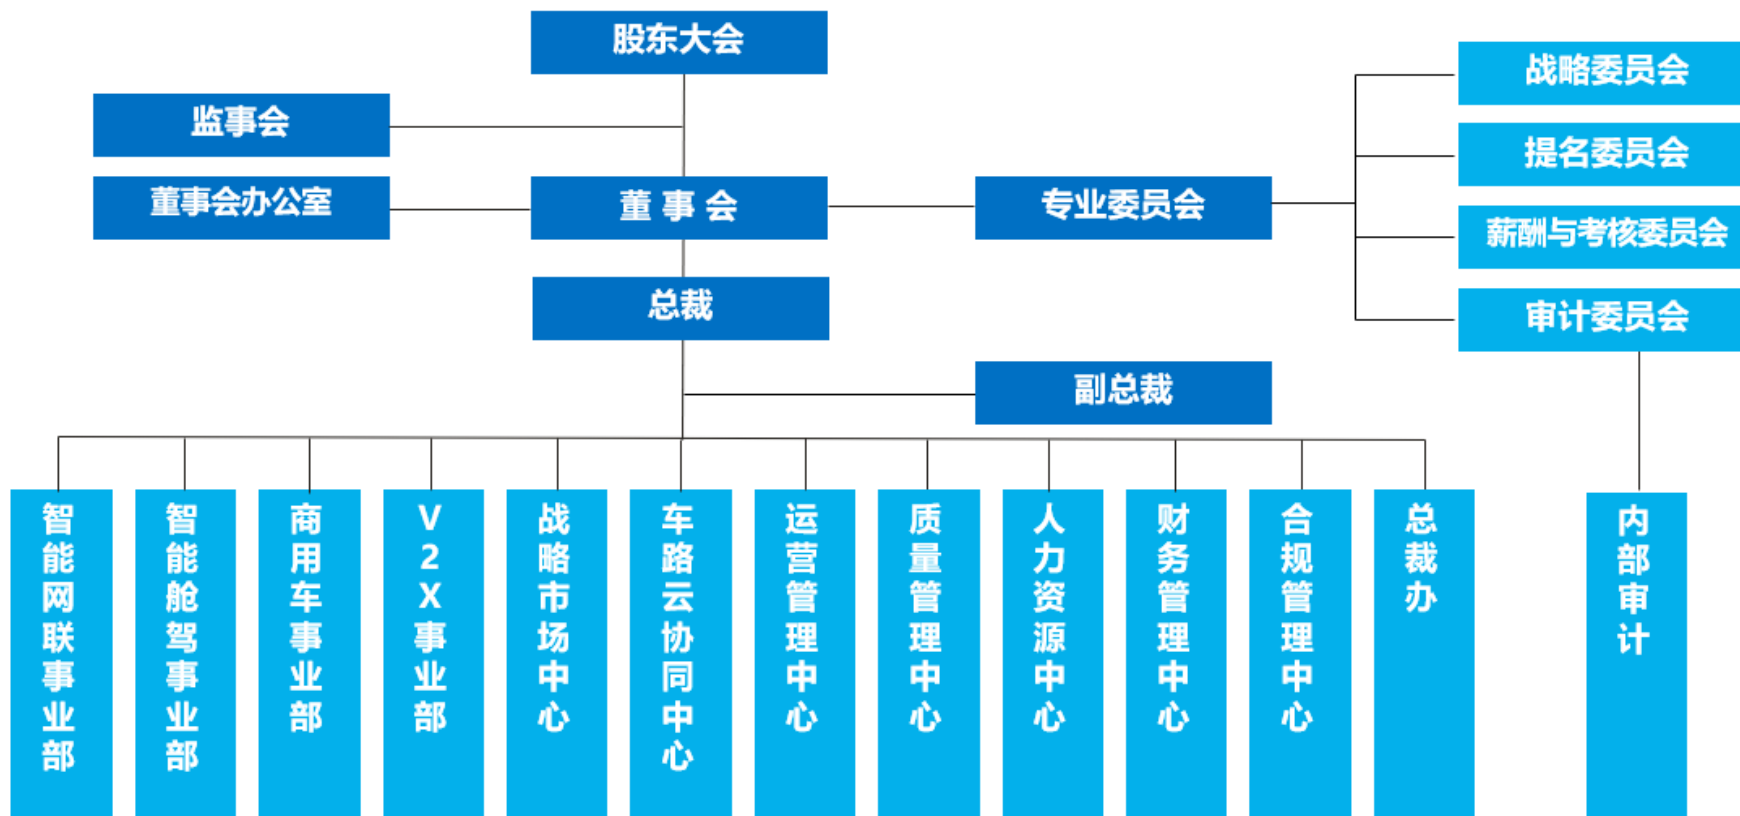 股东大会
战略委员会
监事会
提名委员会
董事会办公室
董 事 会
专业委员会
薪酬与考核委员会
总裁
审计委员会
副总裁
智能网联事业部
智能舱驾事业部
商用车事业部
V2X事业部
战略市场中心
车路云协同中心
运营管理中心
质量管理中心
人力资源中心
财务管理中心
合规管理中心
总裁办
内部审计